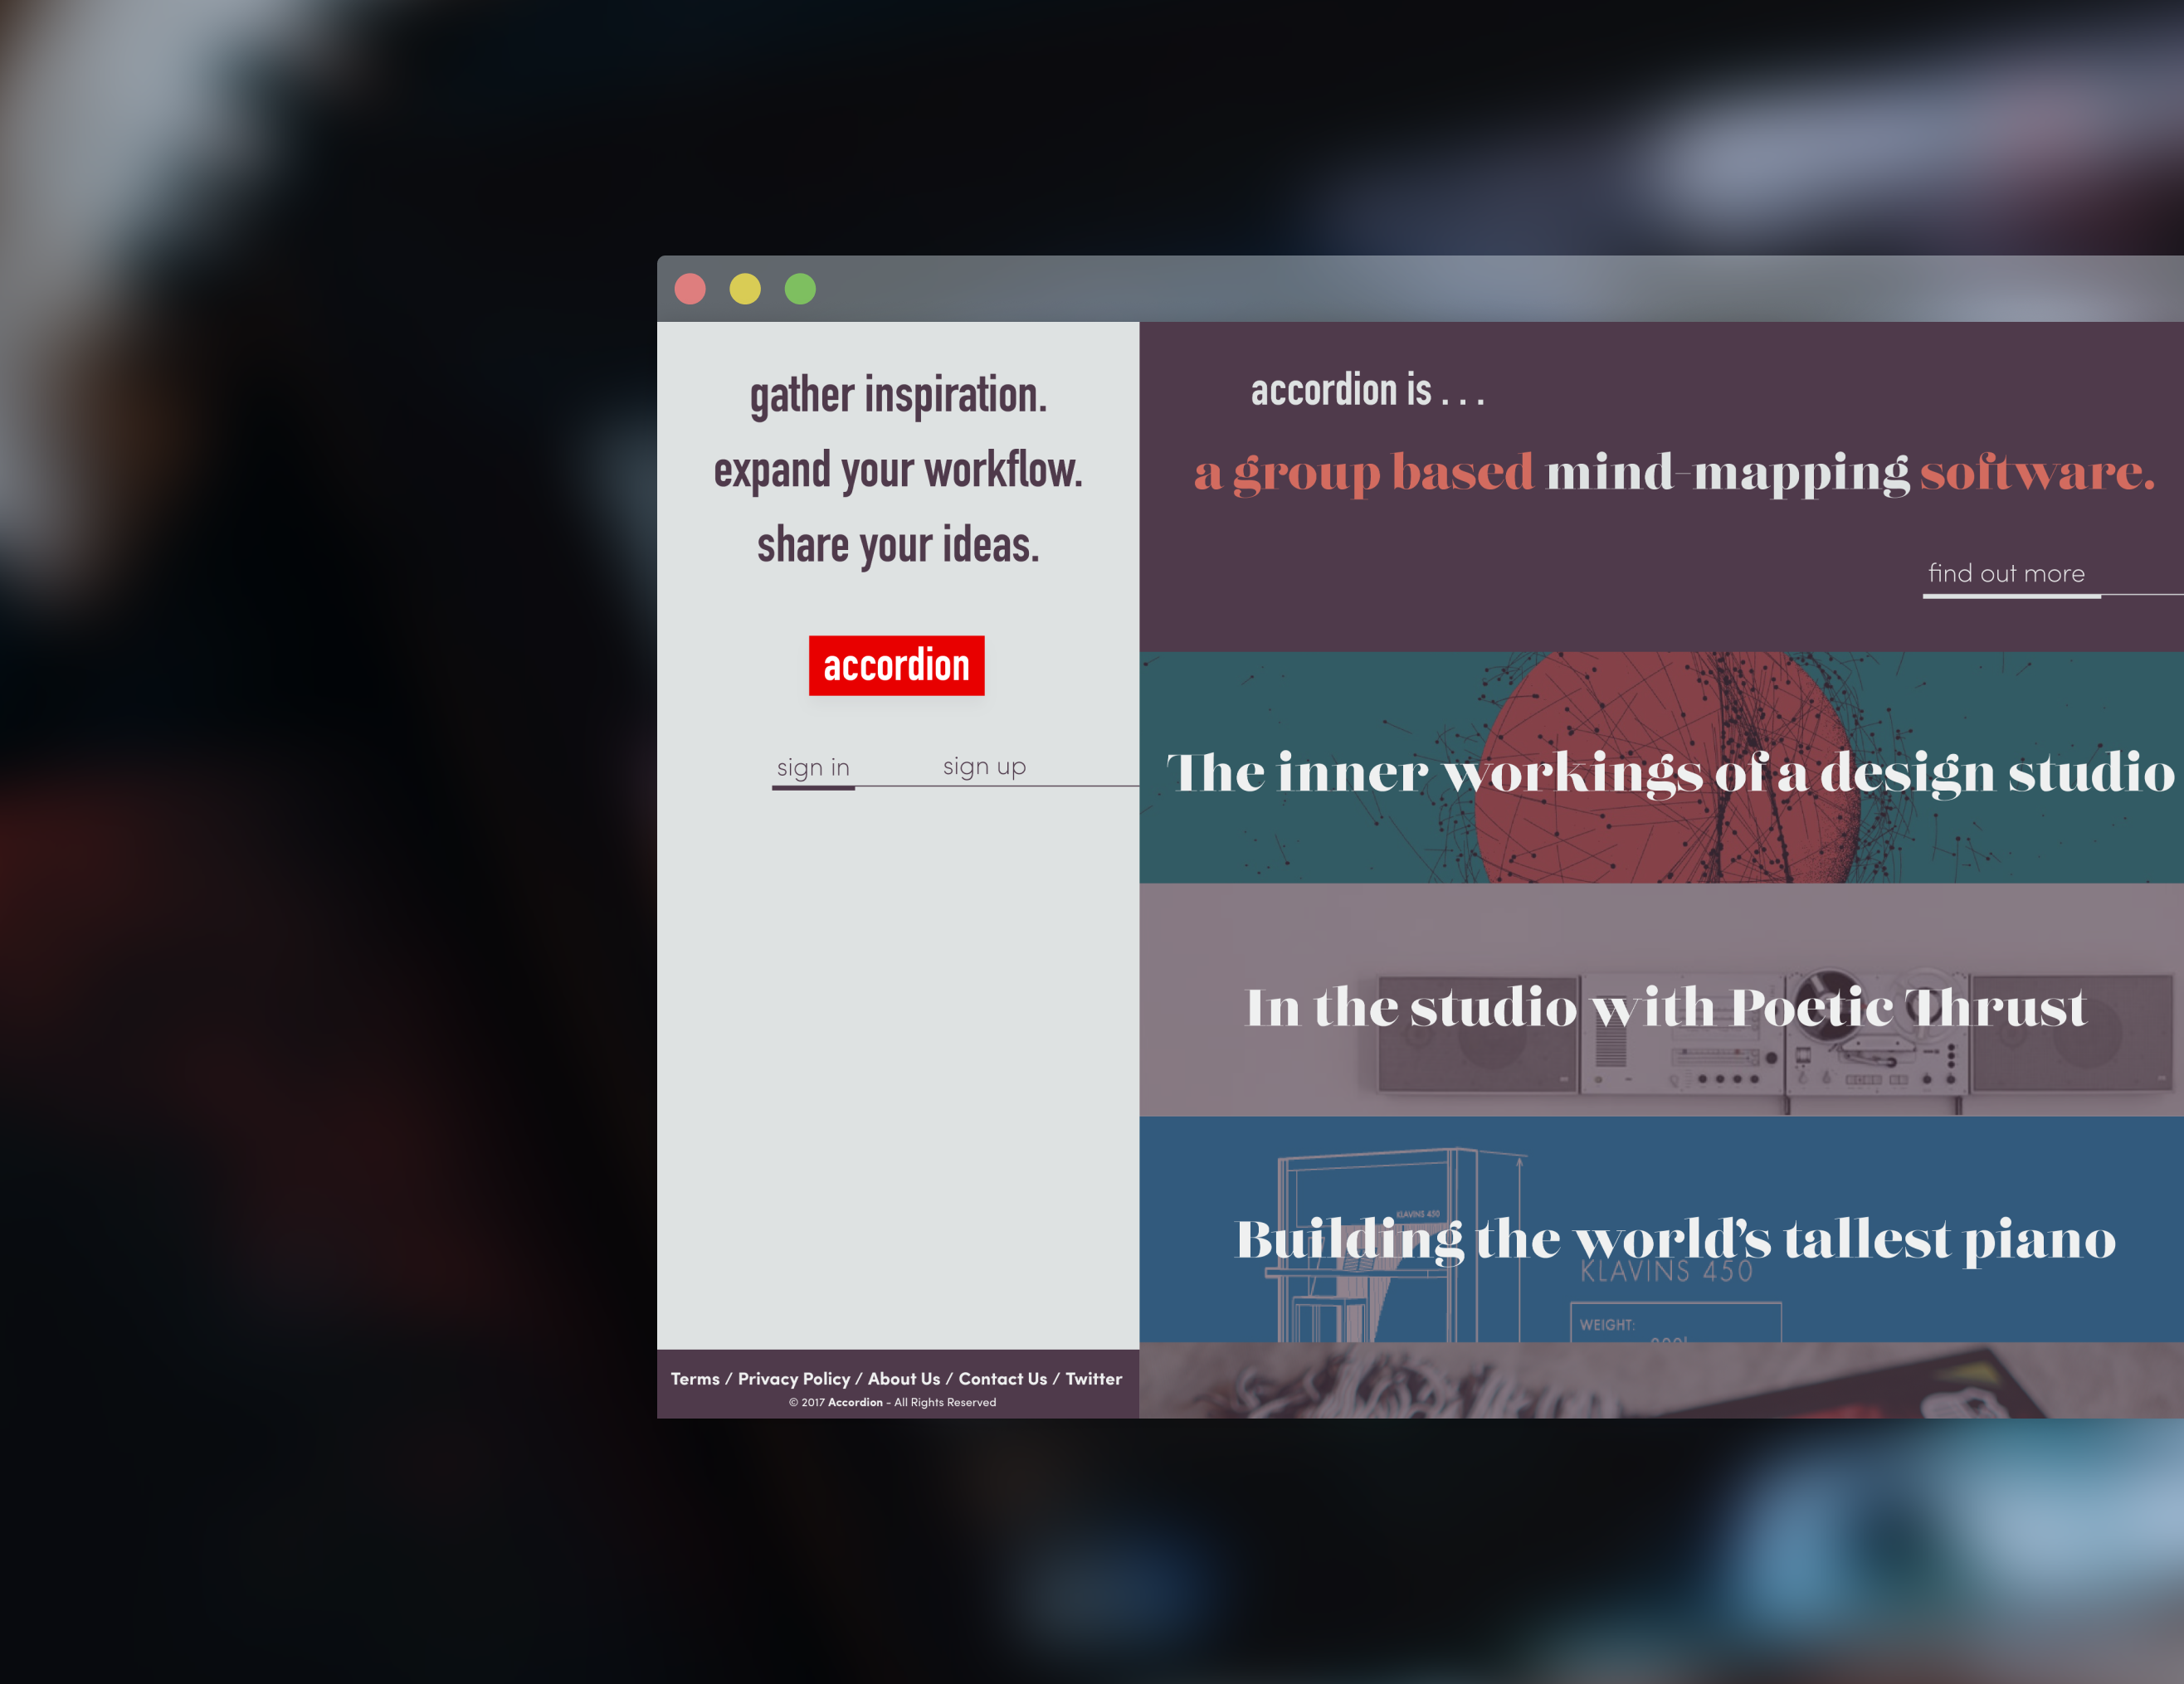 gather inspiration.
expand your workflow.
share your ideas.
accordion
sign in
sign up
Terms / Privacy Policy / About Us / Contact Us / Twitter
© 2017 Accordion - All Rights Reserved
accordion is . . .
a group based mind-mapping software.
find out more
The inner workings of a design studio
In the studio with Poetic Thrust
KLAVINS 450
Building the world's tallest piano
KLAVINS 450
WEIGHT: